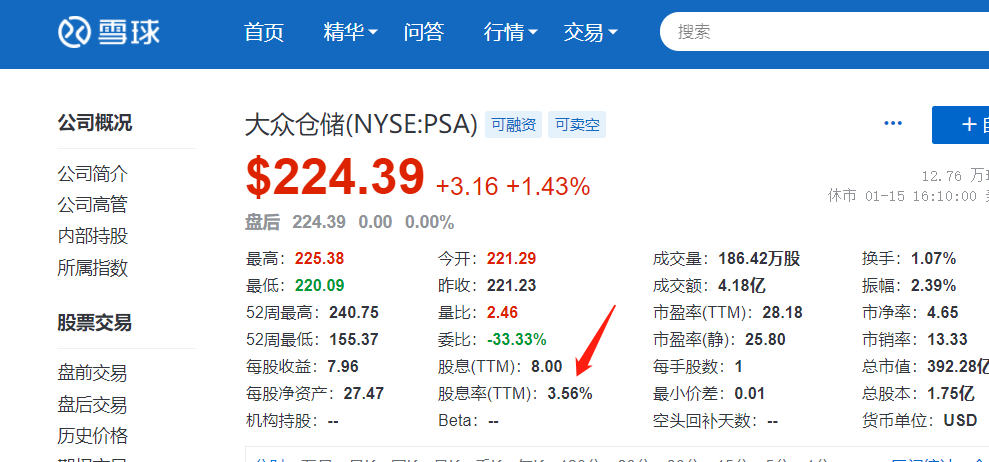 雪球 首页 精华 问答 行情 交易 搜索
公司概况
公司简介
公司高管
内部持股
所属指数
股票交易
盘前交易
盘后交易
历史价格
大众仓储(NYSE:PSA) 可融资 可卖空 ... +
$224.39 +3.16 +1.43%
12.76 万
休市 01-15 16:10:00
盘后 224.39 0.00 0.00%
最高：225.38 今开：221.29 成交量：186.42万股 换手：1.07%
最低：220.09 昨收：221.23 成交额：4.18亿 振幅：2.39%
52周最高：240.75 量比：2.46 市盈率(TTM)：28.18 市净率：4.65
52周最低：155.37 委比：-33.33% 市盈率(静)：25.80 市销率：13.33
每股收益：7.96 股息(TTM)：8.00 每手股数：1 总市值：392.28亿
每股净资产：27.47 股息率(TTM)：3.56% 最小价差：0.01 总股本：1.75亿
机构持股：-- Beta：-- 空头回补天数：-- 货币单位：USD